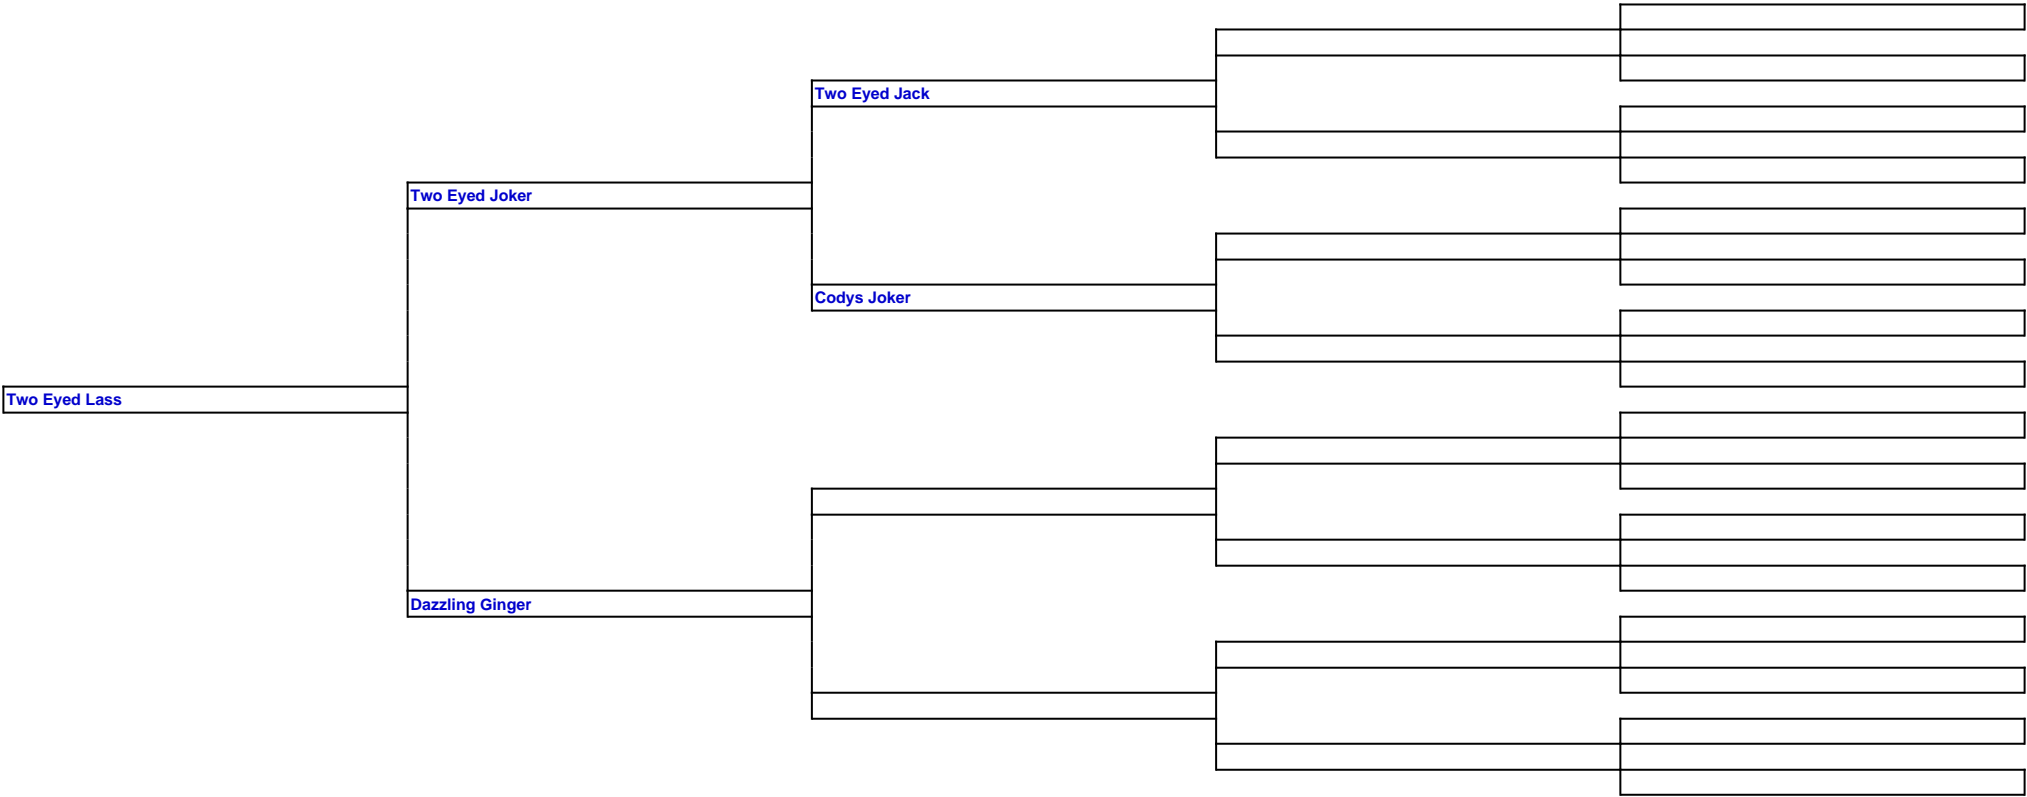 Two Eyed Jack
Two Eyed Joker
Codys Joker
Two Eyed Lass
Dazzling Ginger